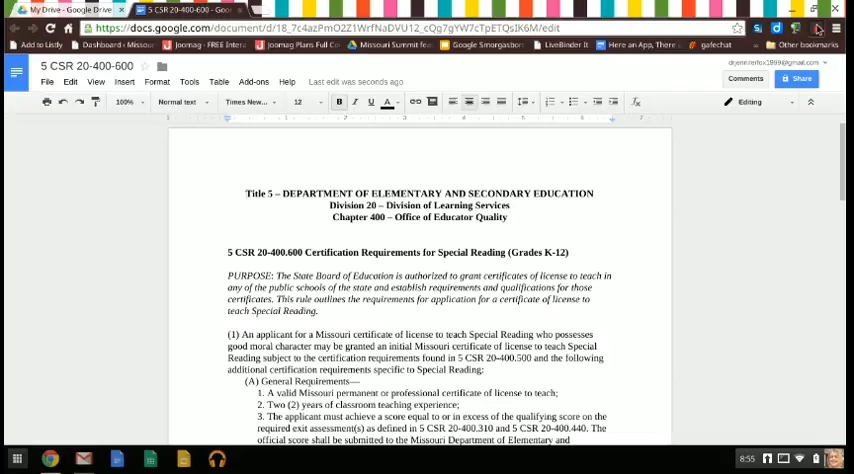 My Drive - Google Drive
5 CSR 20-400-600 - Goo
https://docs.google.com/document/d/18_7c4azPmO2Z1WrfNaDVU12_cQg7gYW7cTpETQsIK6M/edit
Add to Listly
Dashboard • Missour
Joomag - FREE Intera
Joomag Plans Full Co
Missouri Summit fea
Google Smorgasborn
LiveBinder It
Here an App, There
gafechat
Other bookmarks
5 CSR 20-400-600
drjennifer
File Edit View Insert Format Tools Table Add-ons Help Last edit was seconds ago
Comments
Share
100% Normal text Times New... 12 B I U A
Editing
Title 5 – DEPARTMENT OF ELEMENTARY AND SECONDARY EDUCATION
Division 20 – Division of Learning Services
Chapter 400 – Office of Educator Quality
5 CSR 20-400.600 Certification Requirements for Special Reading (Grades K-12)
PURPOSE: The State Board of Education is authorized to grant certificates of license to teach in
any of the public schools of the state and establish requirements and qualifications for those
certificates. This rule outlines the requirements for application for a certificate of license to
teach Special Reading.
(1) An applicant for a Missouri certificate of license to teach Special Reading who possesses
good moral character may be granted an initial Missouri certificate of license to teach Special
Reading subject to the certification requirements found in 5 CSR 20-400.500 and the following
additional certification requirements specific to Special Reading:
(A) General Requirements—
1. A valid Missouri permanent or professional certificate of license to teach;
2. Two (2) years of classroom teaching experience;
3. The applicant must achieve a score equal to or in excess of the qualifying score on the
required exit assessment(s) as defined in 5 CSR 20-400.310 and 5 CSR 20-400.440. The
official score shall be submitted to the Missouri Department of Elementary and
8:55